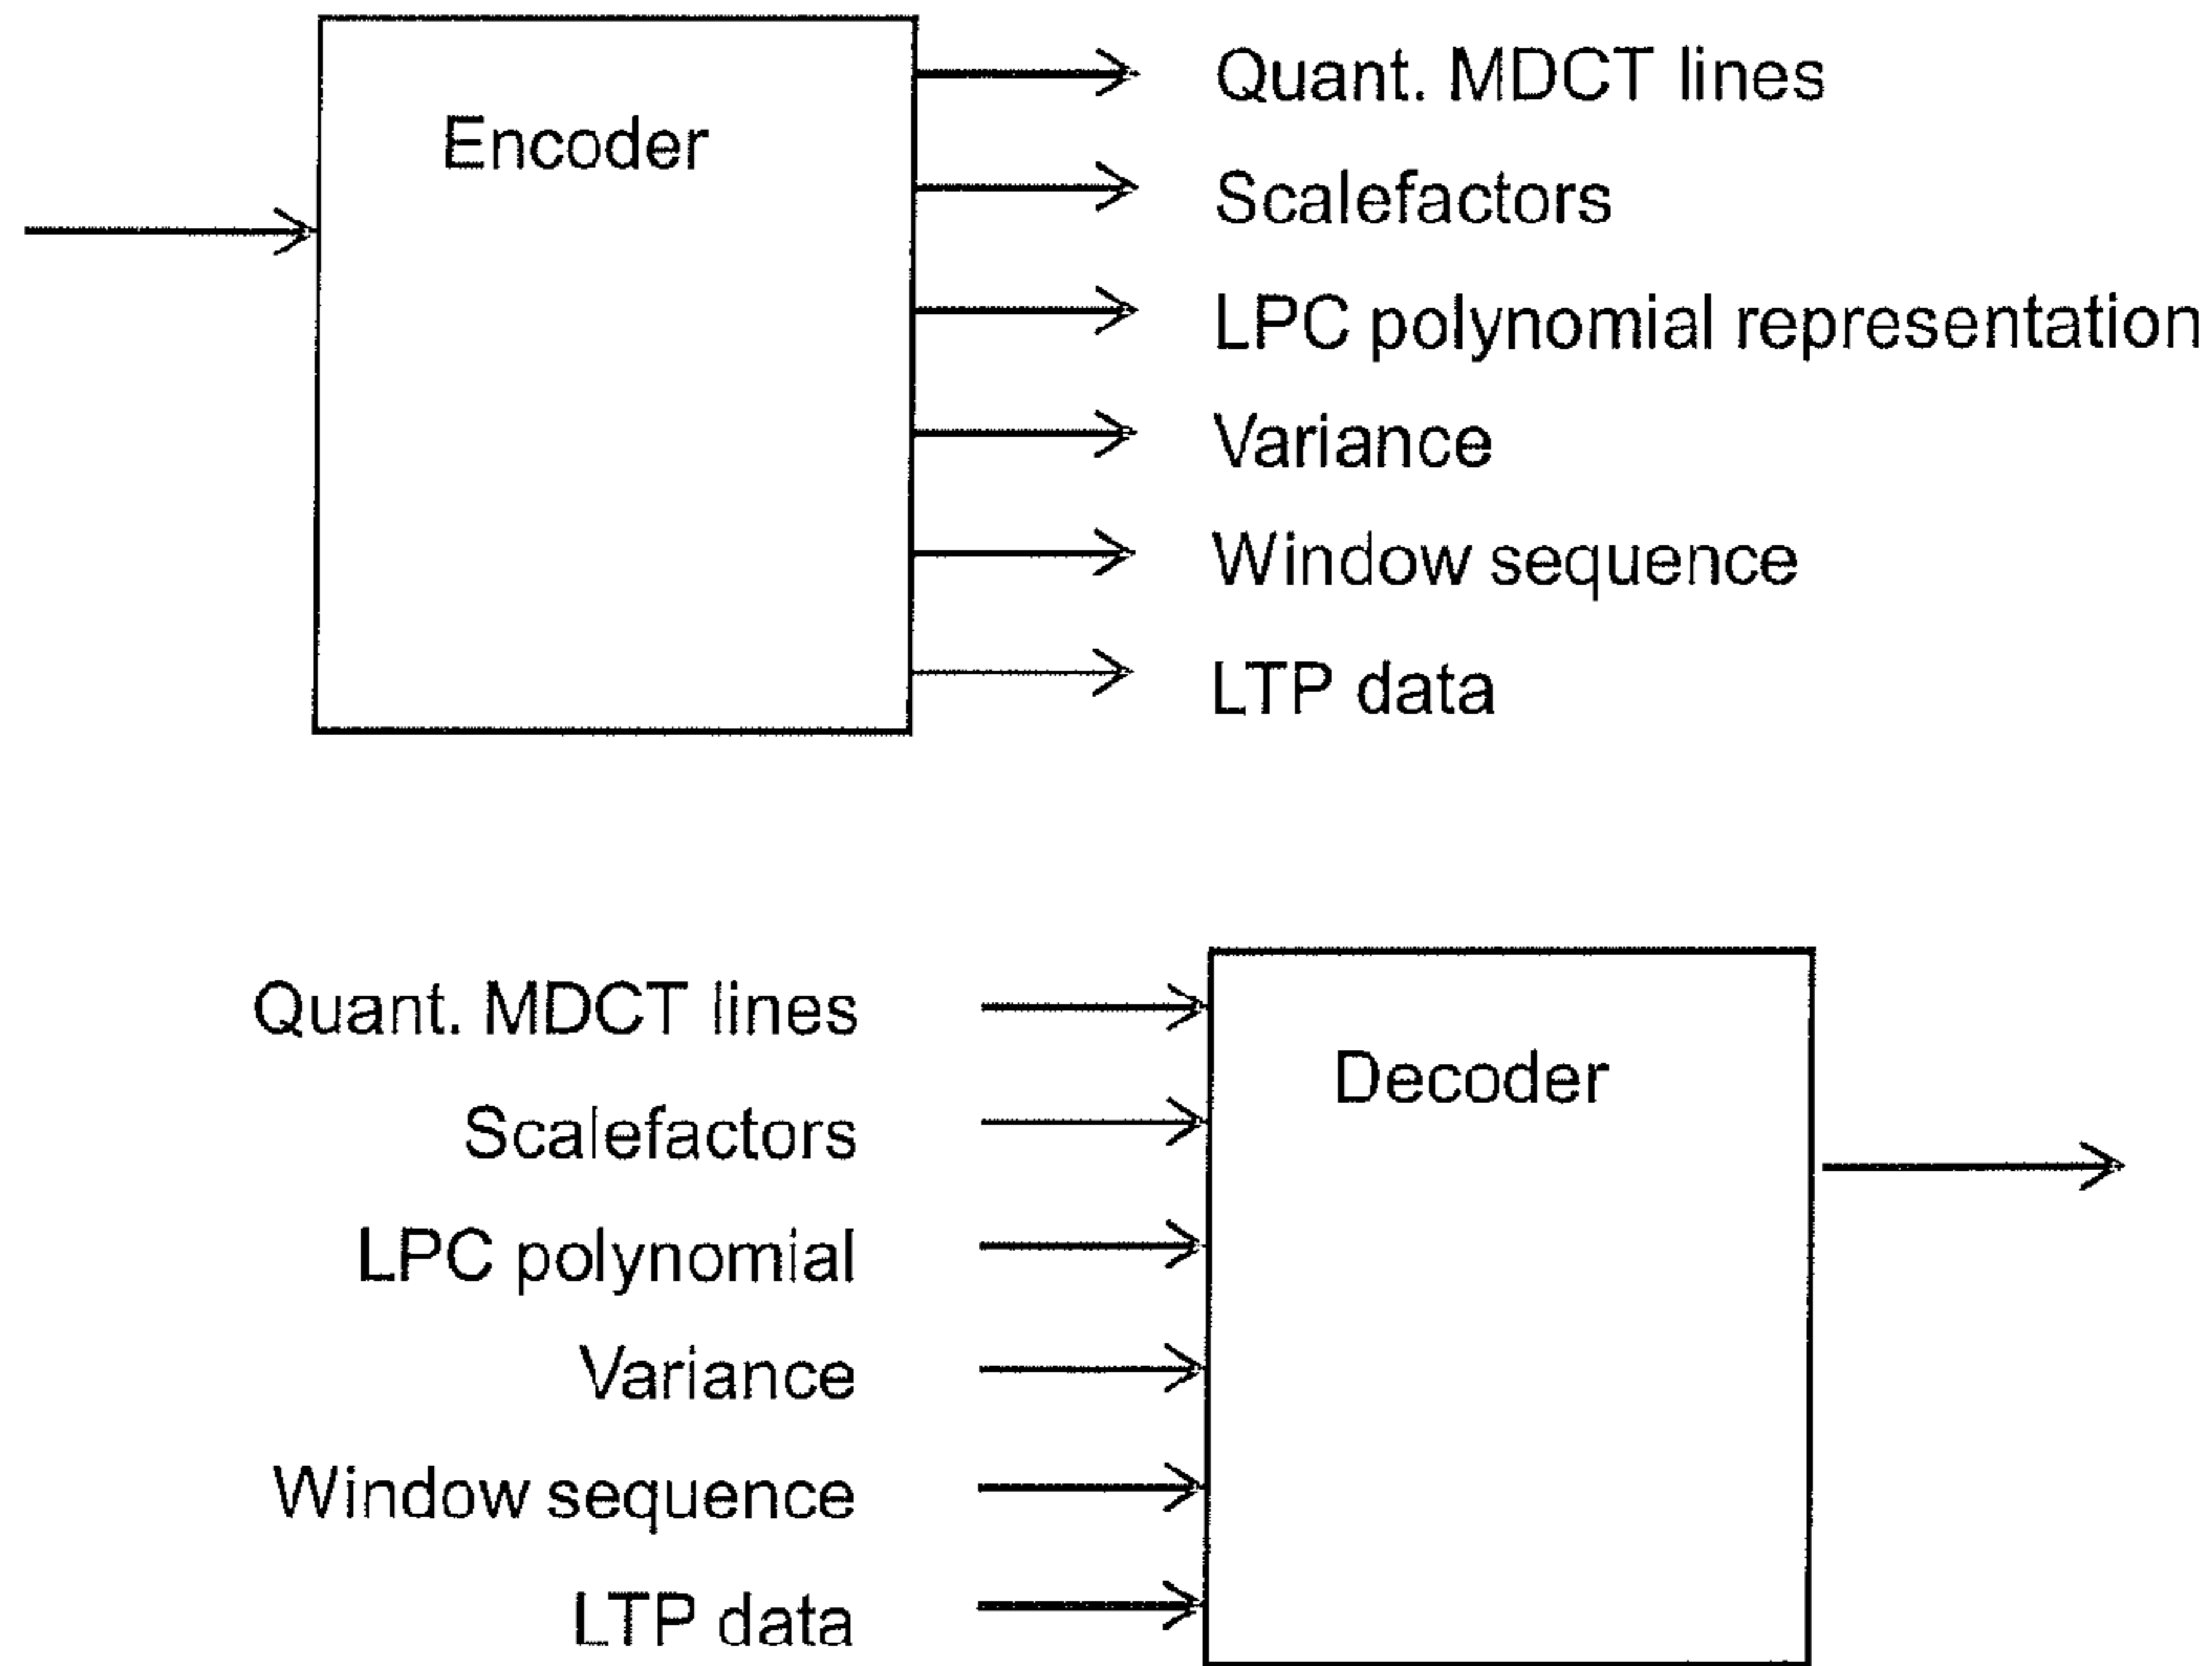 Encoder
Quant. MDCT lines
Scalefactors
LPC polynomial representation
Variance
Window sequence
LTP data
Quant. MDCT lines
Scalefactors
LPC polynomial
Variance
Window sequence
LTP data
Decoder